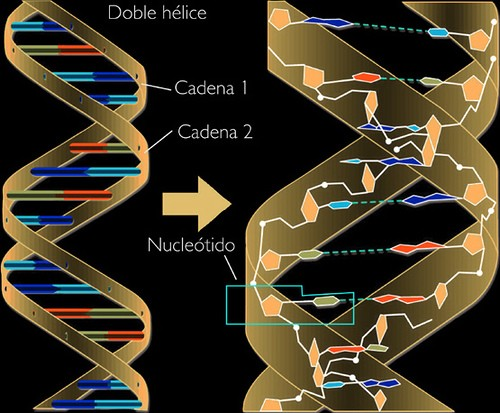 Doble hélice
Cadena 1
Cadena 2
Nucleótido